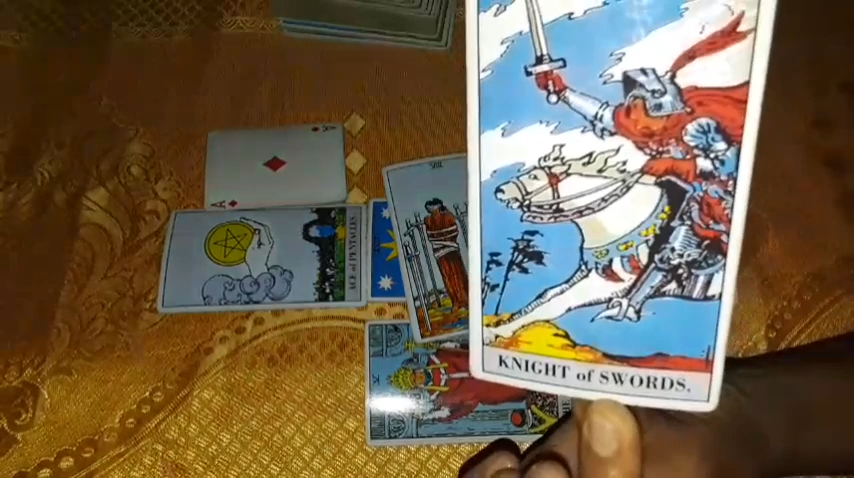 A
A
ACE of PENTACLES
VIII
KNIGHT of SWORDS.